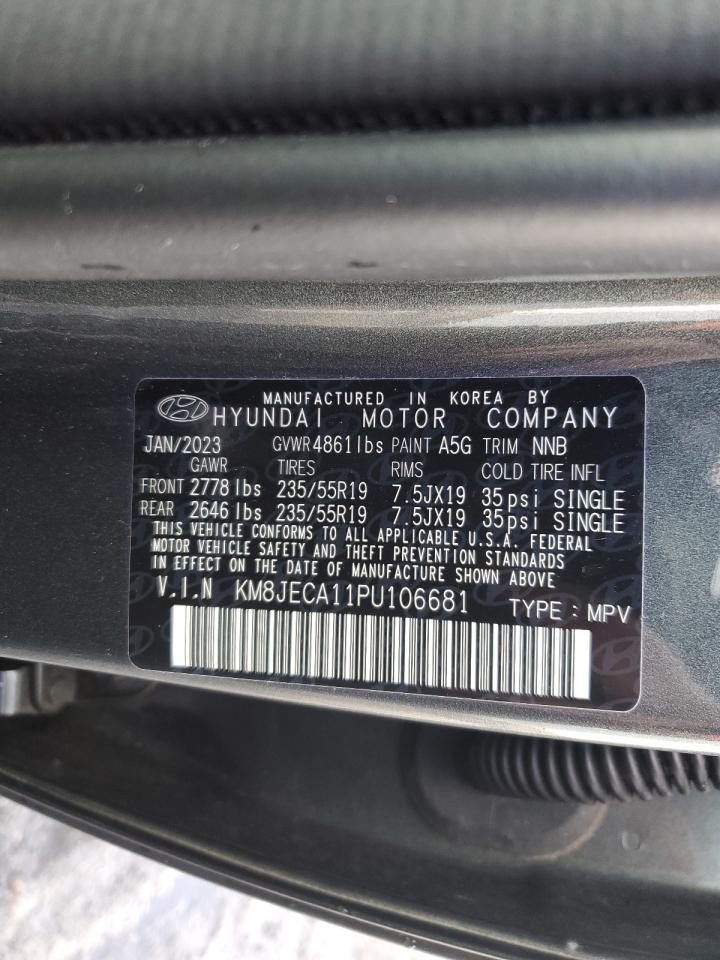 MANUFACTURED IN KOREA BY
HYUNDAI MOTOR COMPANY
JAN/2023 GVWR 4861 lbs PAINT A5G TRIM NNB
GAWR TIRES RIMS COLD TIRE INFL
FRONT 2778 lbs 235/55R19 7.5JX19 35psi SINGLE
REAR 2646 lbs 235/55R19 7.5JX19 35psi SINGLE
THIS VEHICLE CONFORMS TO ALL APPLICABLE U.S.A. FEDERAL
MOTOR VEHICLE SAFETY AND THEFT PREVENTION STANDARDS
IN EFFECT ON THE DATE OF MANUFACTURE SHOWN ABOVE.
V.I.N KM8JECA11PU106681 TYPE : MPV